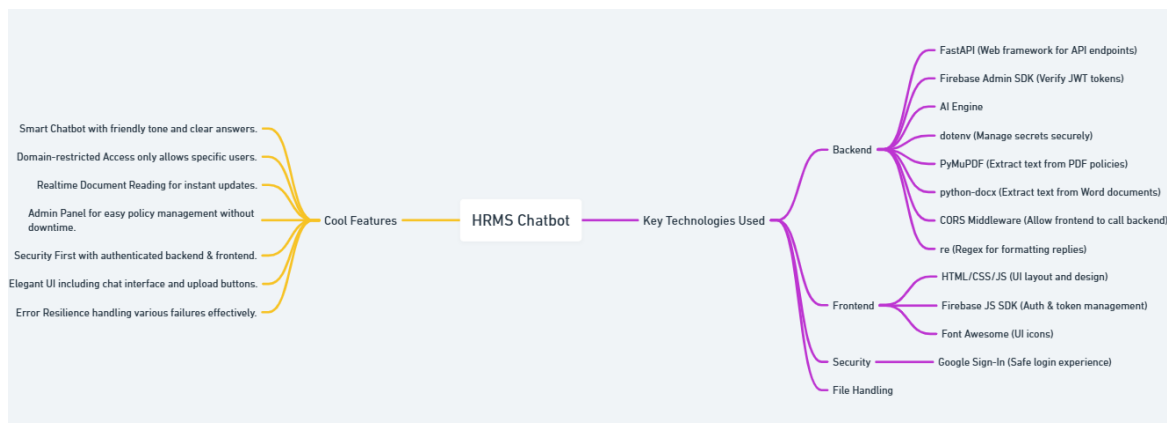 HRMS Chatbot
Cool Features
Smart Chatbot with friendly tone and clear answers.
Domain-restricted Access only allows specific users.
Realtime Document Reading for instant updates.
Admin Panel for easy policy management without
downtime.
Security First with authenticated backend & frontend.
Elegant UI including chat interface and upload buttons.
Error Resilience handling various failures effectively.
Key Technologies Used
Backend
FastAPI (Web framework for API endpoints)
Firebase Admin SDK (Verify JWT tokens)
AI Engine
dotenv (Manage secrets securely)
PyMuPDF (Extract text from PDF policies)
python-docx (Extract text from Word documents)
CORS Middleware (Allow frontend to call backend)
re (Regex for formatting replies)
Frontend
HTML/CSS/JS (UI layout and design)
Firebase JS SDK (Auth & token management)
Font Awesome (UI icons)
Security
Google Sign-In (Safe login experience)
File Handling